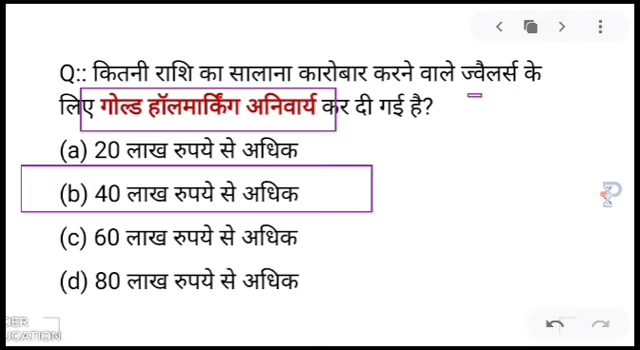 Q:: कितनी राशि का सालाना कारोबार करने वाले ज्वैलर्स के
लिए गोल्ड हॉलमार्किंग अनिवार्य कर दी गई है?
(a) 20 लाख रुपये से अधिक
(b) 40 लाख रुपये से अधिक
(c) 60 लाख रुपये से अधिक
(d) 80 लाख रुपये से अधिक